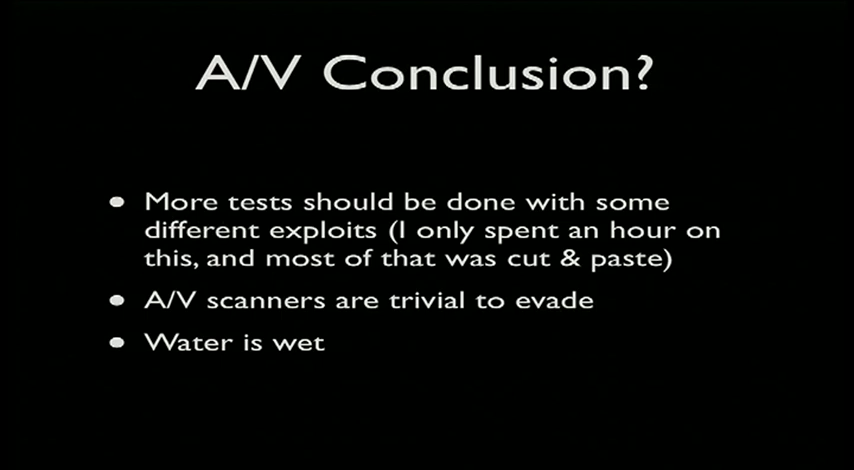 A/V Conclusion?
• More tests should be done with some
different exploits (I only spent an hour on
this, and most of that was cut & paste)
• A/V scanners are trivial to evade
• Water is wet